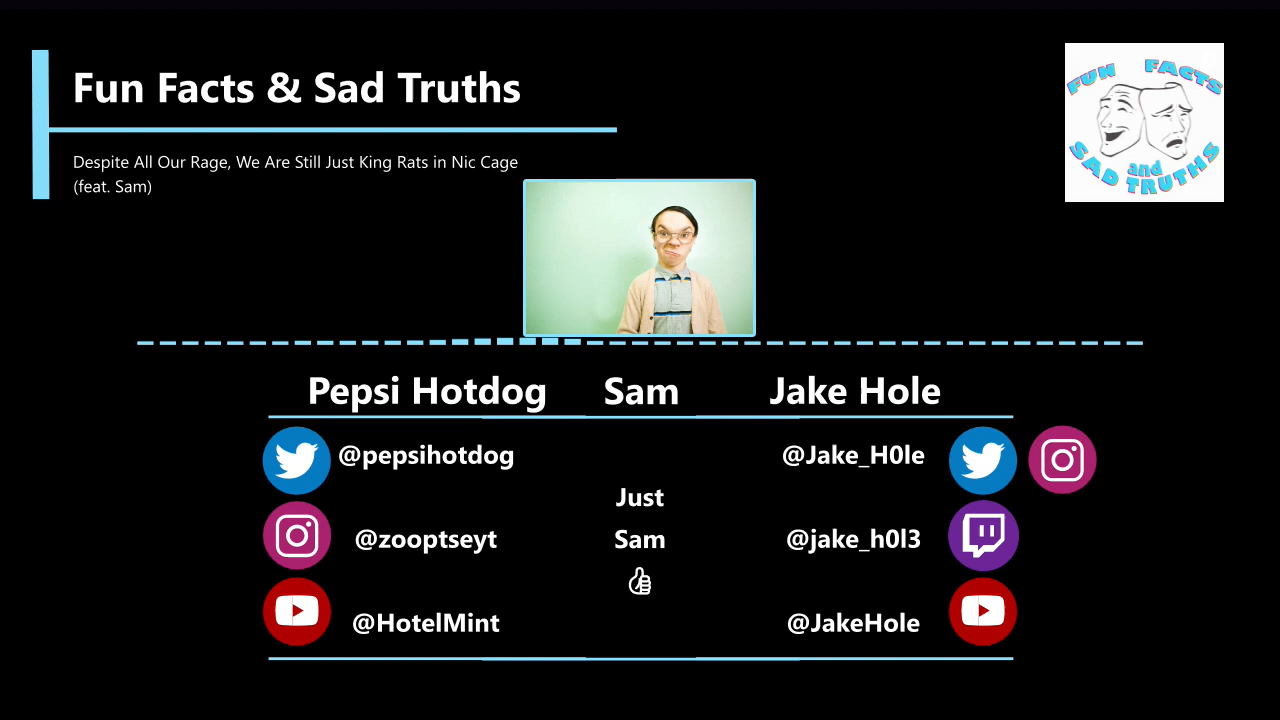 Fun Facts & Sad Truths
Despite All Our Rage, We Are Still Just King Rats in Nic Cage
(feat. Sam)
FUN FACTS
and
SAD TRUTHS
Pepsi Hotdog
Sam
Jake Hole
@pepsihotdog
@zooptseyt
@HotelMint
Just
Sam
👍
@Jake_H0le
@jake_h0l3
@JakeHole